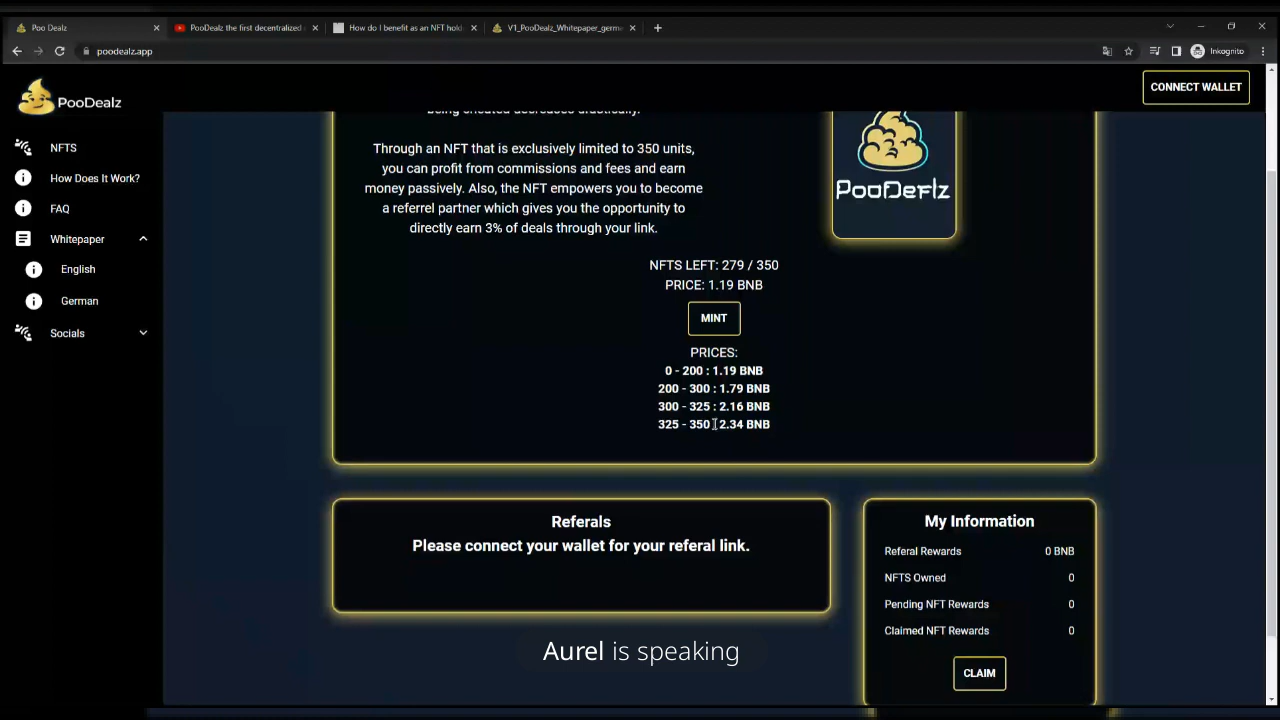 Poo Dealz
PooDealz the first decentralized
How do I benefit as an NFT hold
V1_PooDealz_Whitepaper_germ
poodealz.app
Inkognito
PooDealz
CONNECT WALLET
NFTS
How Does It Work?
FAQ
Whitepaper
English
German
Socials
being cheated decreases drastically.
Through an NFT that is exclusively limited to 350 units,
you can profit from commissions and fees and earn
money passively. Also, the NFT empowers you to become
a referrel partner which gives you the opportunity to
directly earn 3% of deals through your link.
PooDealz
NFTS LEFT: 279 / 350
PRICE: 1.19 BNB
MINT
PRICES:
0 - 200 : 1.19 BNB
200 - 300 : 1.79 BNB
300 - 325 : 2.16 BNB
325 - 350 : 2.34 BNB
Referrals
Please connect your wallet for your referal link.
My Information
Referal Rewards 0 BNB
NFTS Owned 0
Pending NFT Rewards 0
Claimed NFT Rewards 0
CLAIM
Aurel is speaking